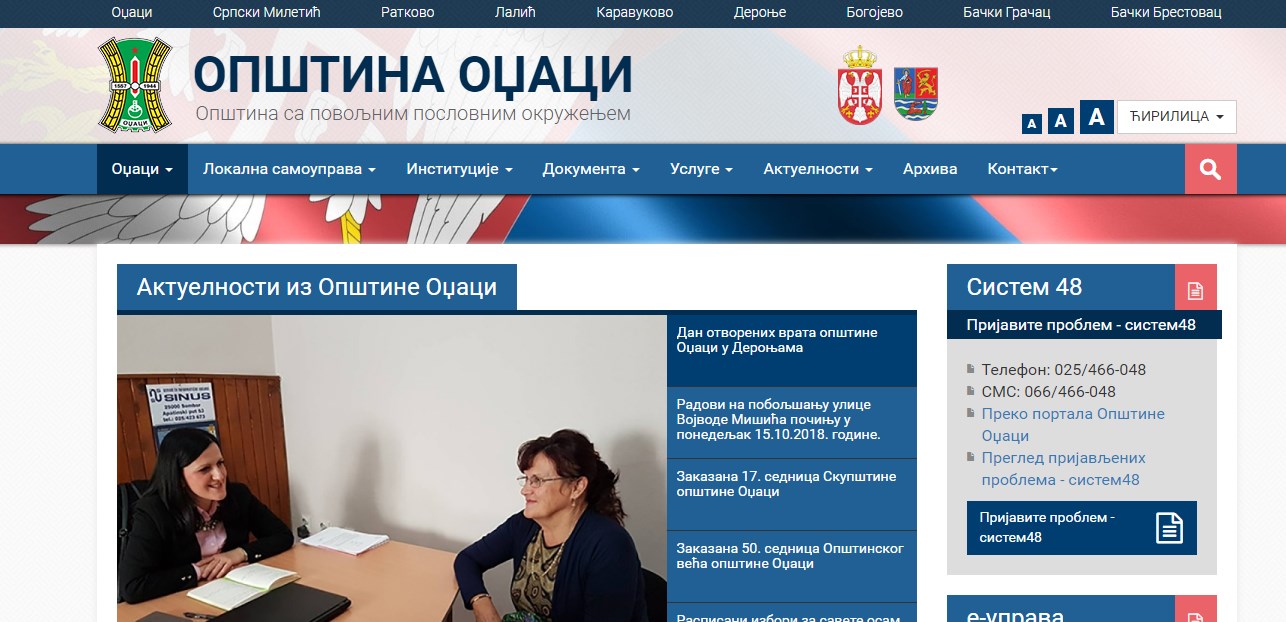 Оџаци Српски Милетић Ратково Лалић Каравуково Дероње Богојево Бачки Грачац Бачки Брестовац
1557 1944
ОЏАЦИ
ОПШТИНА ОЏАЦИ
Општина са повољним пословним окружењем
A A A ЋИРИЛИЦА
Оџаци Локална самоуправа Институције Документа Услуге Актуелности Архива Контакт
Актуелности из Општине Оџаци
SINUS
25000 Sombor
Apatinski put 53
Дан отворених врата општине
Оџаци у Дероњама
Радови на побољшању улице
Војводе Мишића почињу у
понедељак 15.10.2018. године.
Заказана 17. седница Скупштине
општине Оџаци
Заказана 50. седница Општинског
већа општине Оџаци
Расписани избори за савете осам
Систем 48
Пријавите проблем - систем48
Телефон: 025/466-048
СМС: 066/466-048
Преко портала Општине
Оџаци
Преглед пријављених
проблема - систем48
Пријавите проблем -
систем48
е-управа